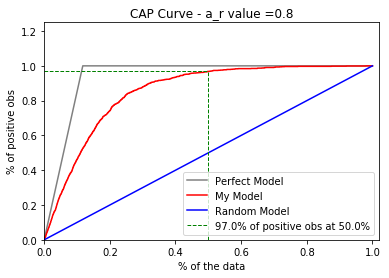 CAP Curve - a_r value =0.8
% of positive obs
1.2
1.0
0.8
0.6
0.4
0.2
0.0
Perfect Model
My Model
Random Model
97.0% of positive obs at 50.0%
0.0 0.2 0.4 0.6 0.8 1.0
% of the data